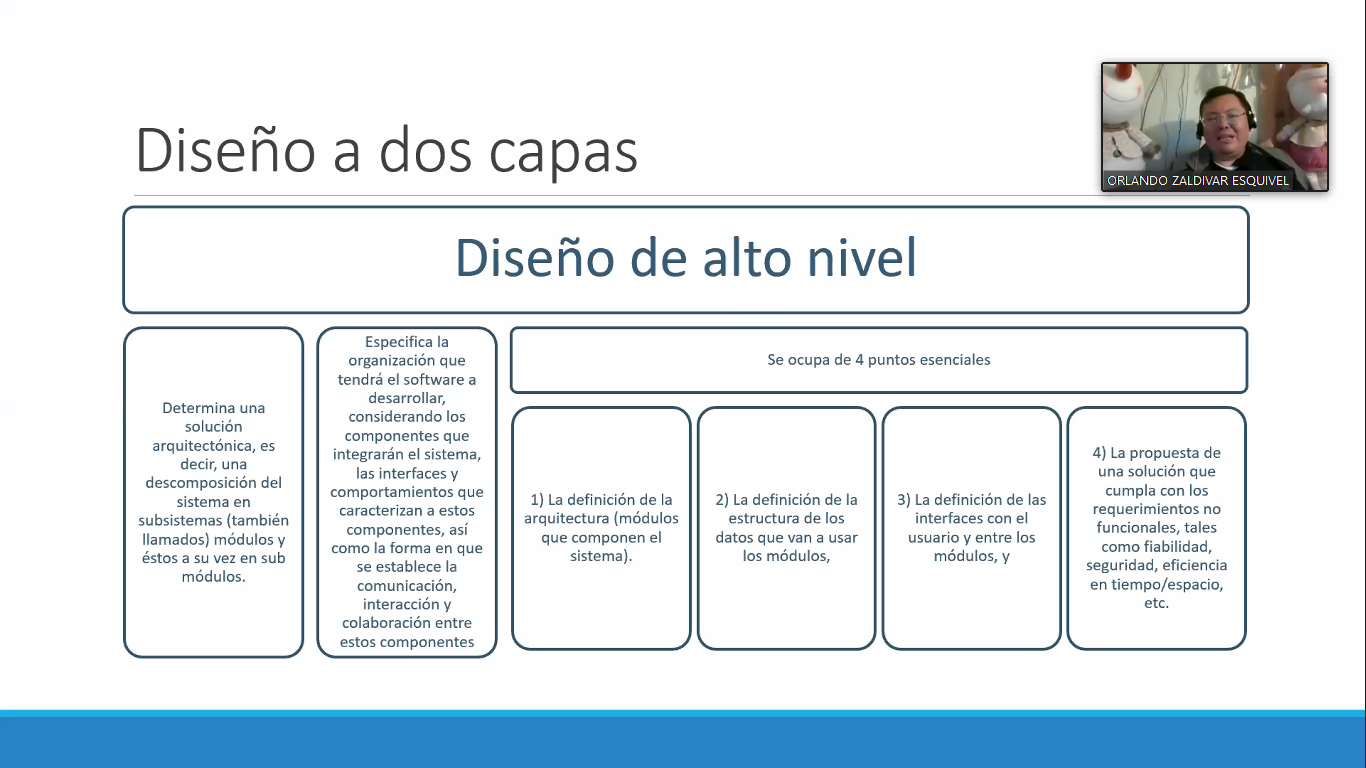 Diseño a dos capas
ORLANDO ZALDIVAR ESQUIVEL
Diseño de alto nivel
Determina una
solución
arquitectónica, es
decir, una
descomposición del
sistema en
subsistemas (también
llamados) módulos y
éstos a su vez en sub
módulos.
Especifica la
organización que
tendrá el software a
desarrollar,
considerando los
componentes que
integrarán el sistema,
las interfaces y
comportamientos que
caracterizan a estos
componentes, así
como la forma en que
se establece la
comunicación,
interacción y
colaboración entre
estos componentes
Se ocupa de 4 puntos esenciales
1) La definición de la
arquitectura (módulos
que componen el
sistema).
2) La definición de la
estructura de los
datos que van a usar
los módulos,
3) La definición de las
interfaces con el
usuario y entre los
módulos, y
4) La propuesta de
una solución que
cumpla con los
requerimientos no
funcionales, tales
como fiabilidad,
seguridad, eficiencia
en tiempo/espacio,
etc.